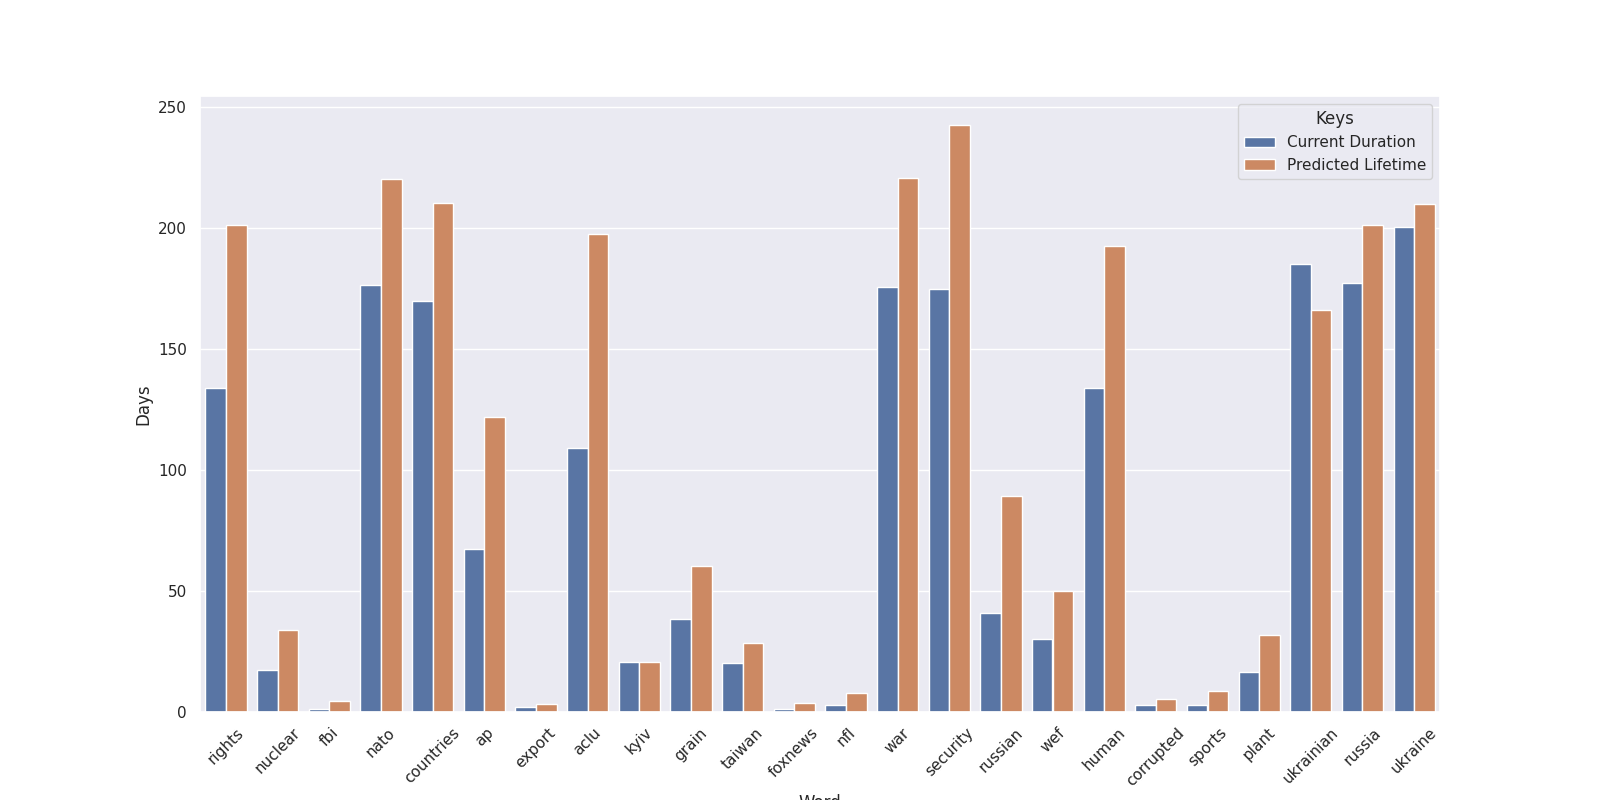 250
200
150
100
50
0
Days
Keys
Current Duration
Predicted Lifetime
rights
nuclear
fbi
nato
countries
ap
export
aclu
kyiv
grain
taiwan
foxnews
nfl
war
security
russian
wef
human
corrupted
sports
plant
ukrainian
russia
ukraine
Word